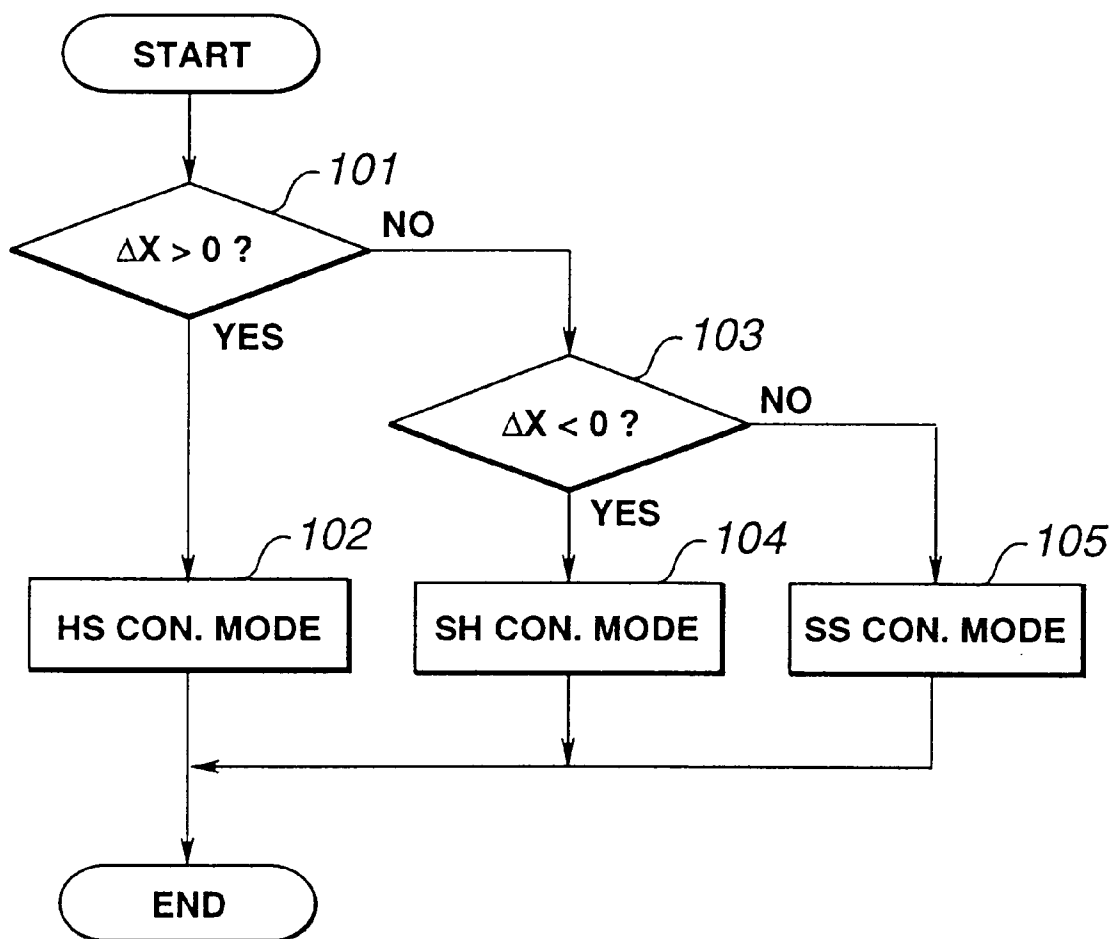 START
101
ΔX > 0 ?
NO
YES
103
ΔX < 0 ?
NO
YES
102
HS CON. MODE
104
SH CON. MODE
105
SS CON. MODE
END